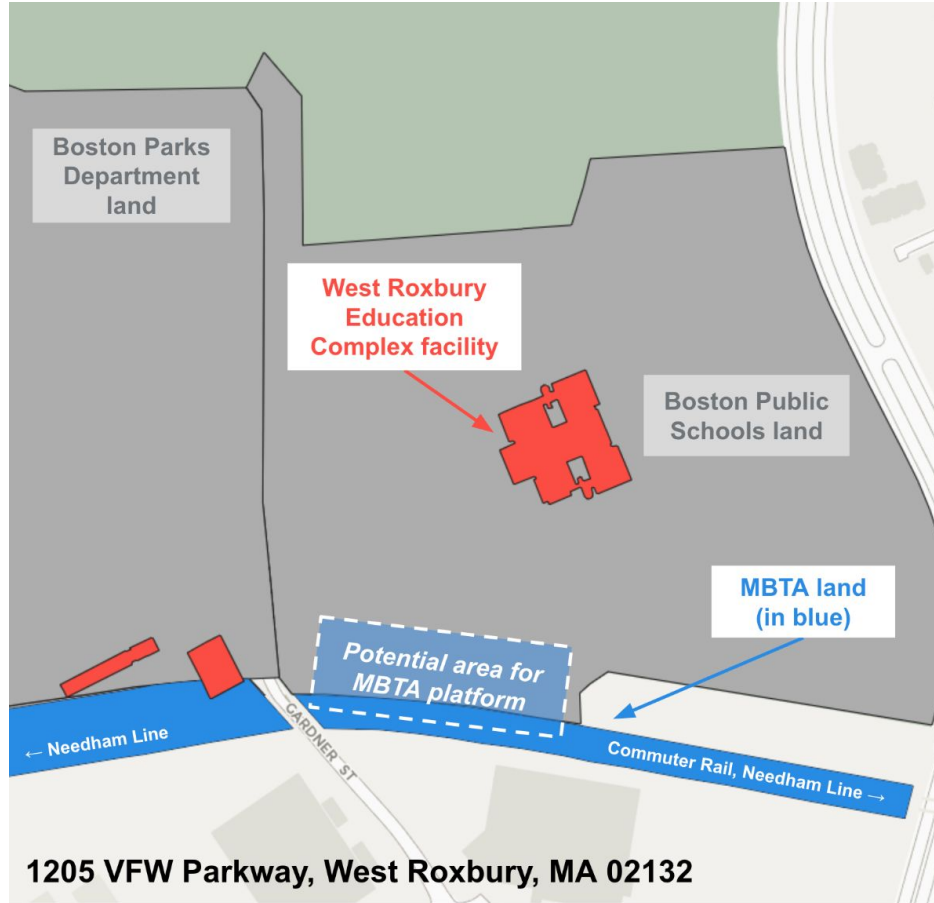 Boston Parks
Department
land
West Roxbury
Education
Complex facility
Boston Public
Schools land
MBTA land
(in blue)
Potential area for
MBTA platform
GARDNER ST
← Needham Line
Commuter Rail, Needham Line →
1205 VFW Parkway, West Roxbury, MA 02132